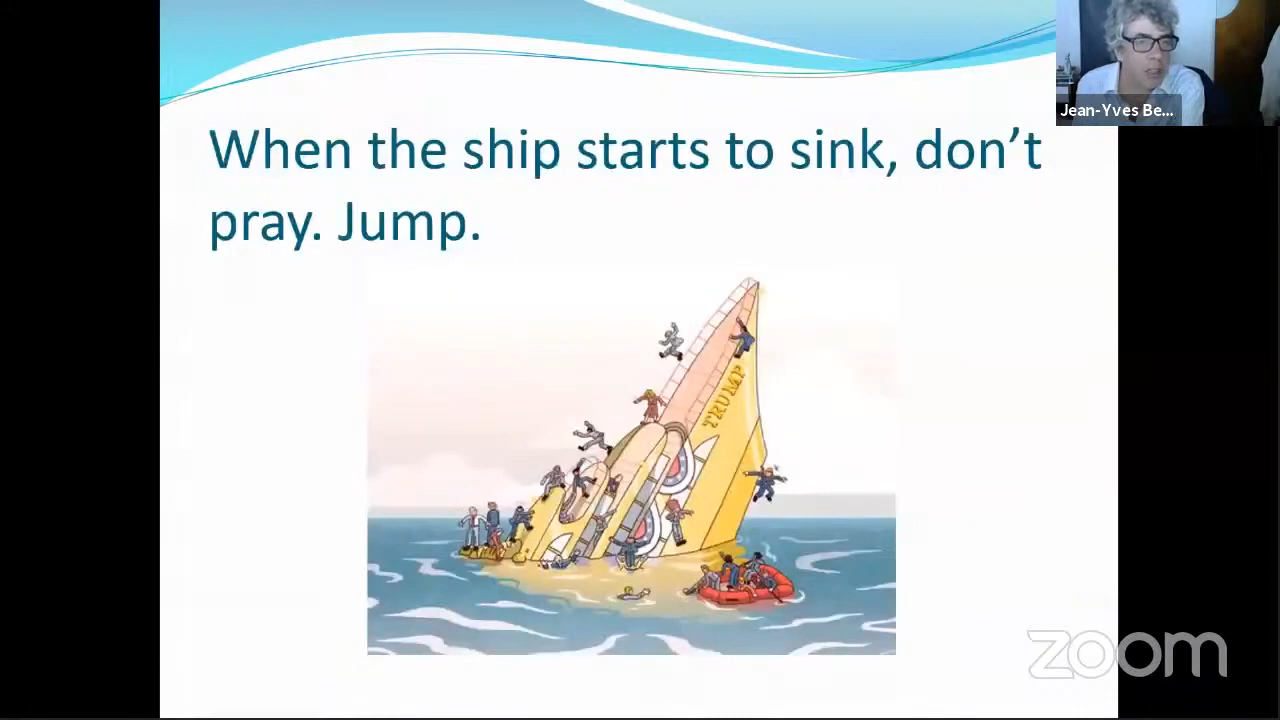 Jean-Yves Be...
When the ship starts to sink, don’t
pray. Jump.
TRUMP
zoom